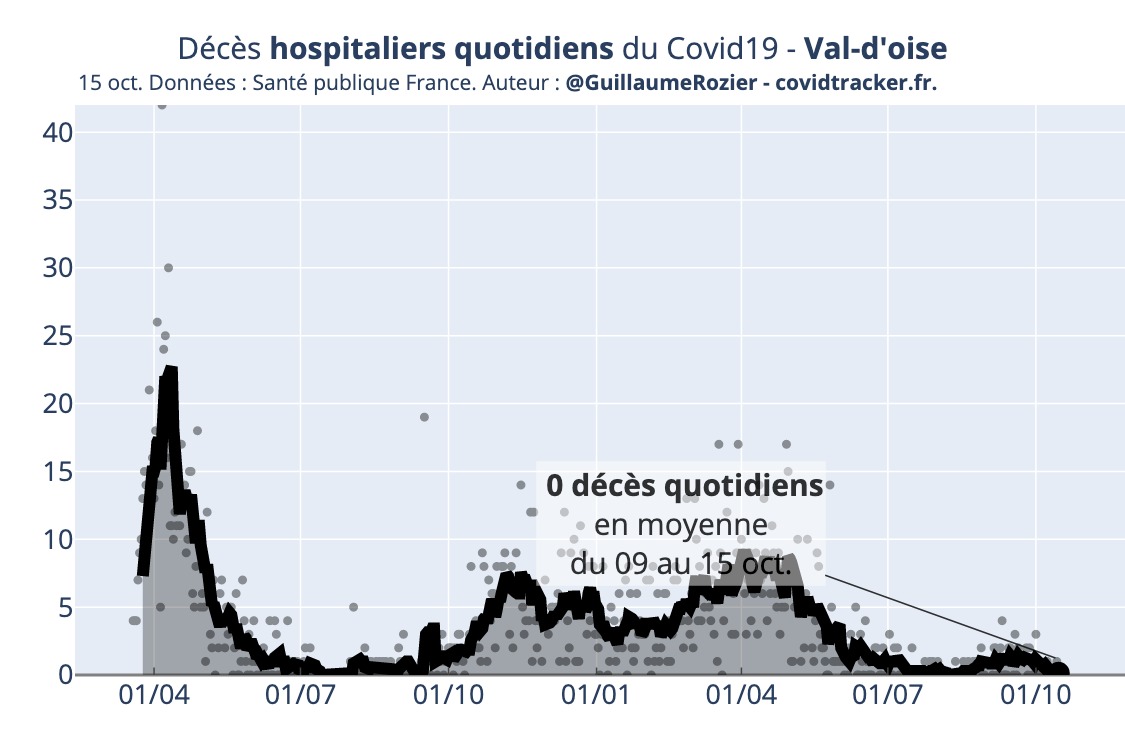 Décès hospitaliers quotidiens du Covid19 - Val-d'oise
15 oct. Données : Santé publique France. Auteur : @GuillaumeRozier - covidtracker.fr.
40
35
30
25
20
15
10
5
0
0 décès quotidiens
en moyenne
du 09 au 15 oct.
01/04 01/07 01/10 01/01 01/04 01/07 01/10